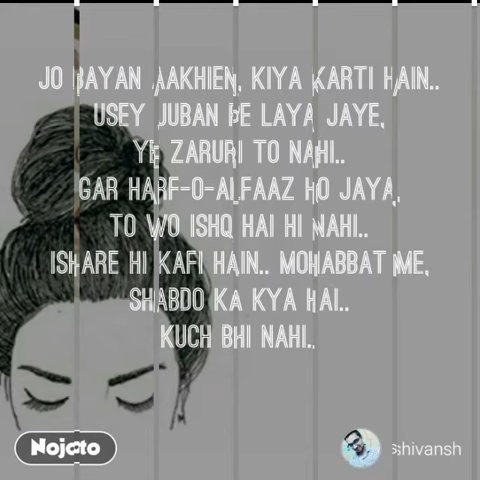 JO BAYAN AAKHIEN, KIYA KARTI HAIN..
USEY JUBAN PE LAYA JAYE,
YE ZARURI TO NAHI..
GAR HARF-O-ALFAAZ HO JAYA,
TO WO ISHQ HAI HI NAHI..
ISHARE HI KAFI HAIN.. MOHABBAT ME,
SHABDO KA KYA HAI..
KUCH BHI NAHI..
Nojoto
shivansh